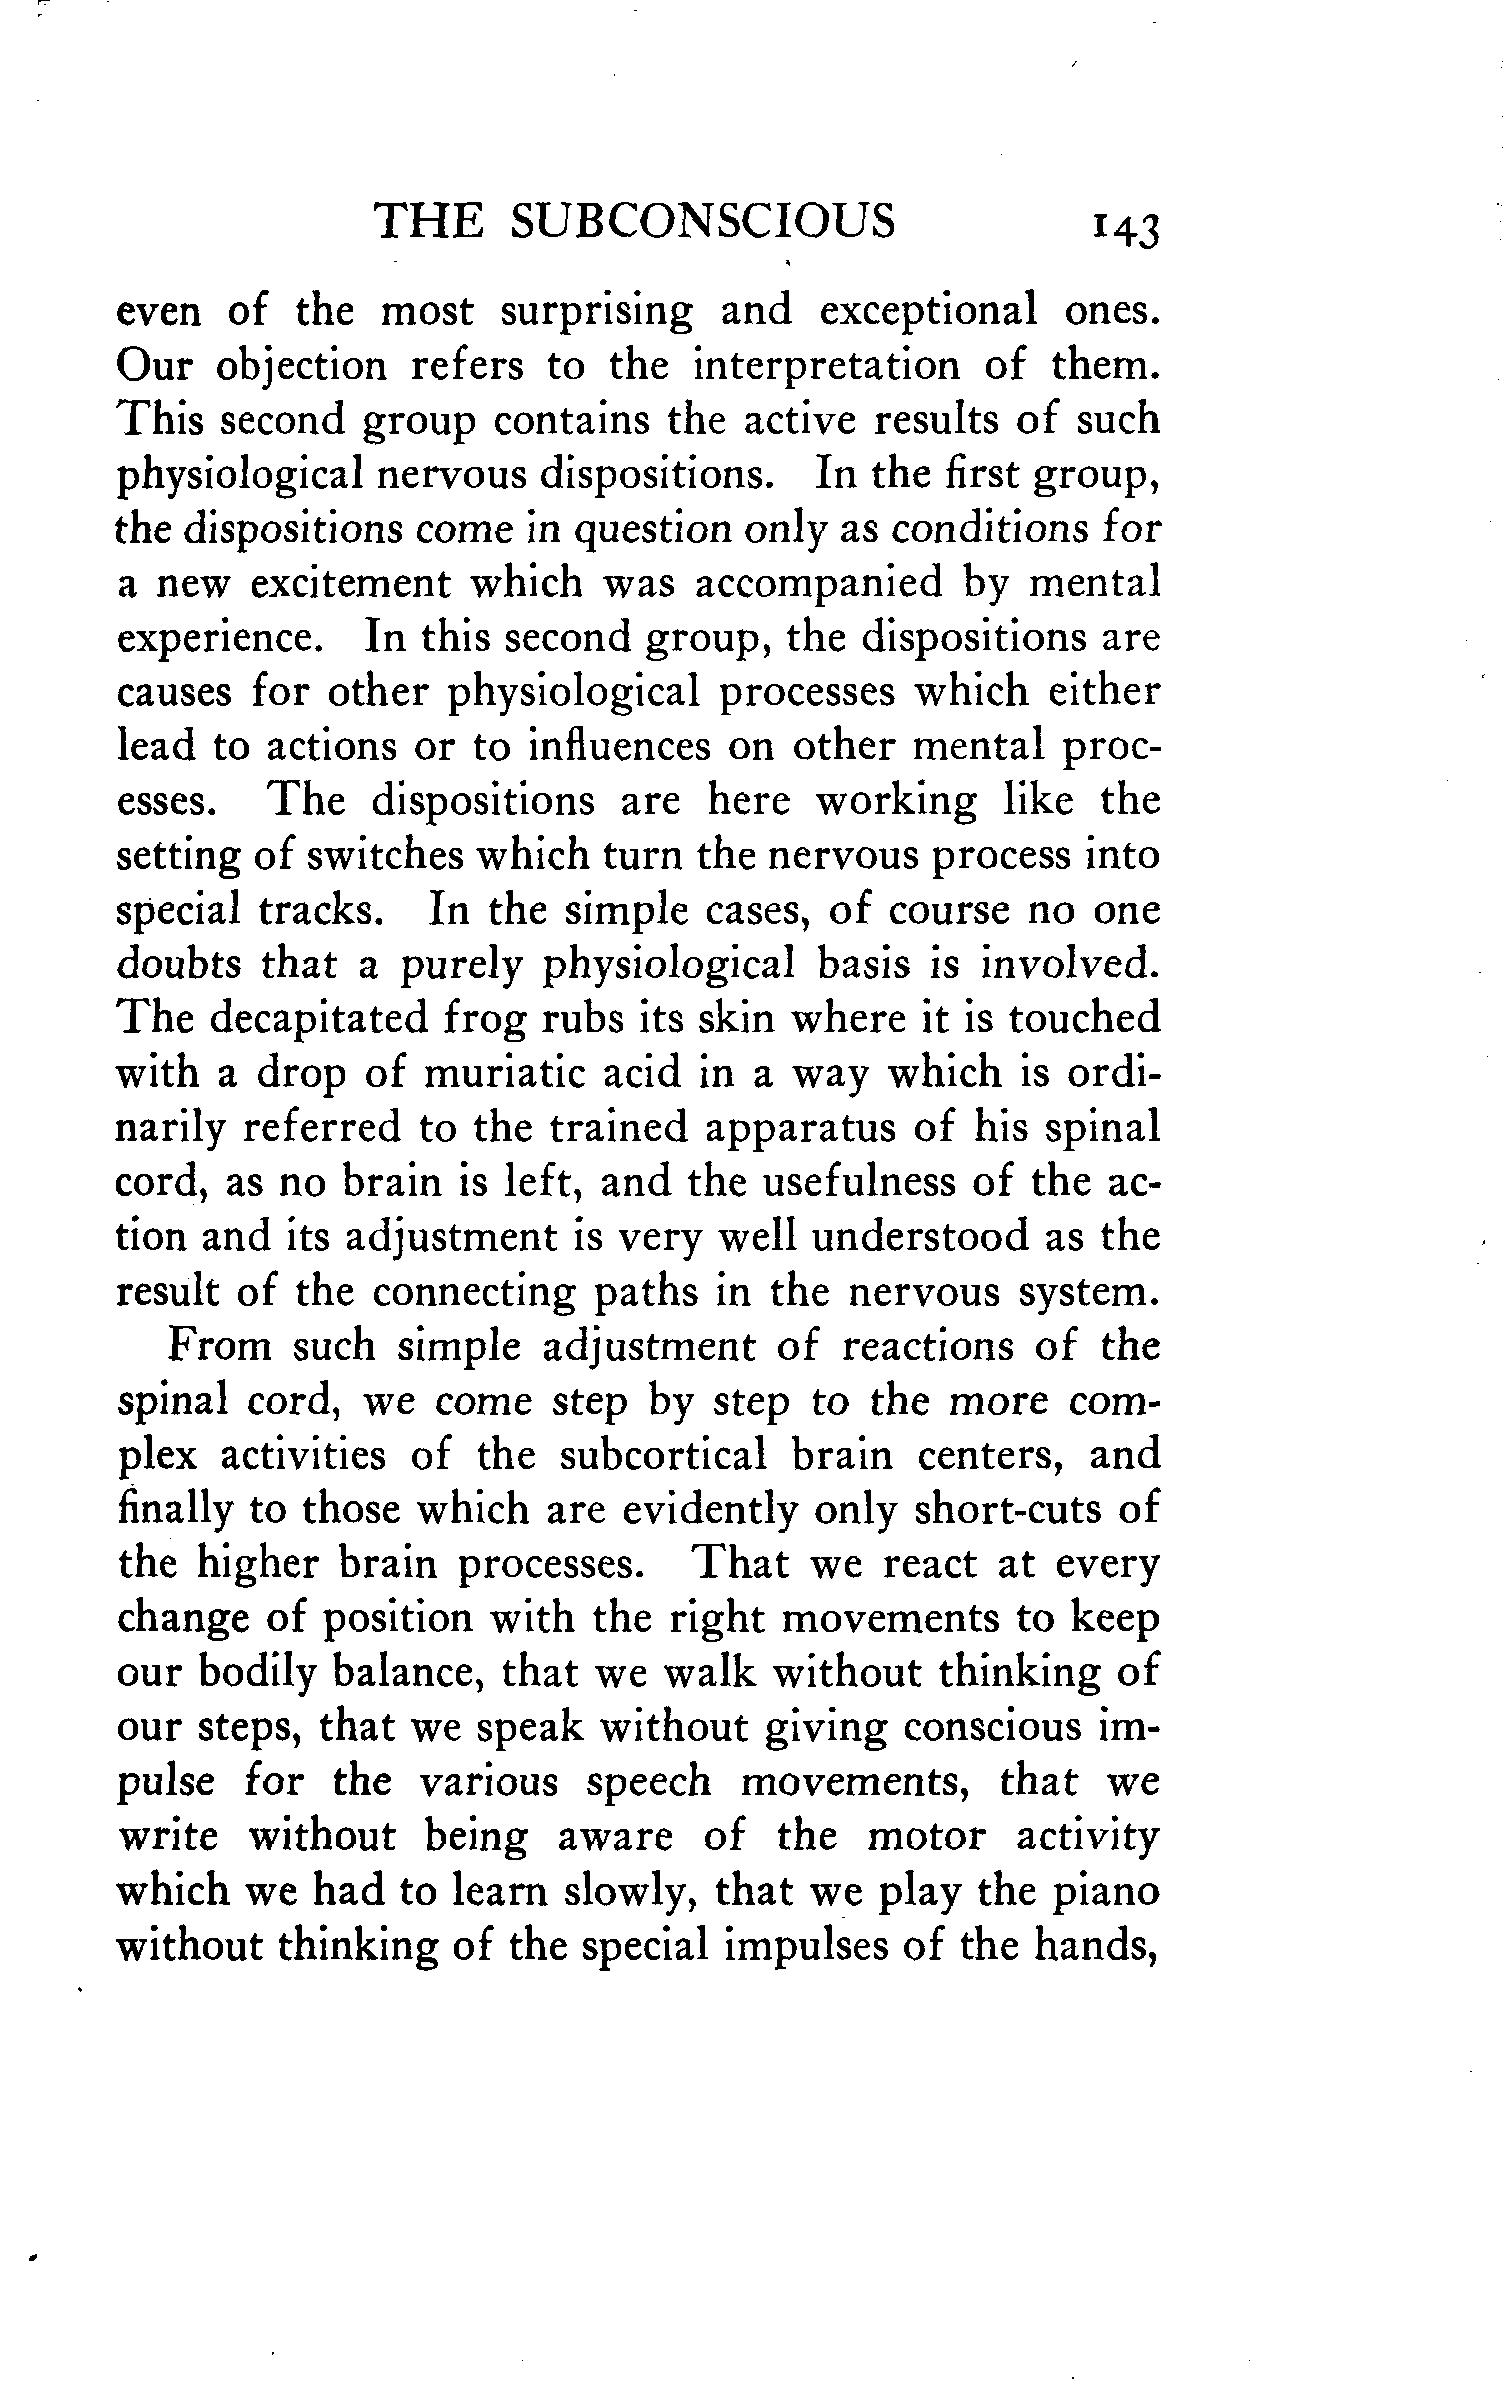 THE SUBCONSCIOUS 143
even of the most surprising and exceptional ones.
Our objection refers to the interpretation of them.
This second group contains the active results of such
physiological nervous dispositions. In the first group,
the dispositions come in question only as conditions for
a new excitement which was accompanied by mental
experience. In this second group, the dispositions are
causes for other physiological processes which either
lead to actions or to influences on other mental proc-
esses. The dispositions are here working like the
setting of switches which turn the nervous process into
special tracks. In the simple cases, of course no one
doubts that a purely physiological basis is involved.
The decapitated frog rubs its skin where it is touched
with a drop of muriatic acid in a way which is ordi-
narily referred to the trained apparatus of his spinal
cord, as no brain is left, and the usefulness of the ac-
tion and its adjustment is very well understood as the
result of the connecting paths in the nervous system.
From such simple adjustment of reactions of the
spinal cord, we come step by step to the more com-
plex activities of the subcortical brain centers, and
finally to those which are evidently only short-cuts of
the higher brain processes. That we react at every
change of position with the right movements to keep
our bodily balance, that we walk without thinking of
our steps, that we speak without giving conscious im-
pulse for the various speech movements, that we
write without being aware of the motor activity
which we had to learn slowly, that we play the piano
without thinking of the special impulses of the hands,